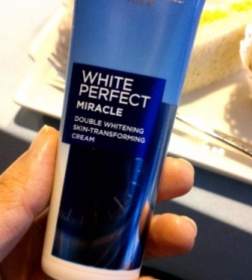 WHITE
PERFECT
MIRACLE
DOUBLE WHITENING
SKIN-TRANSFORMING
CREAM